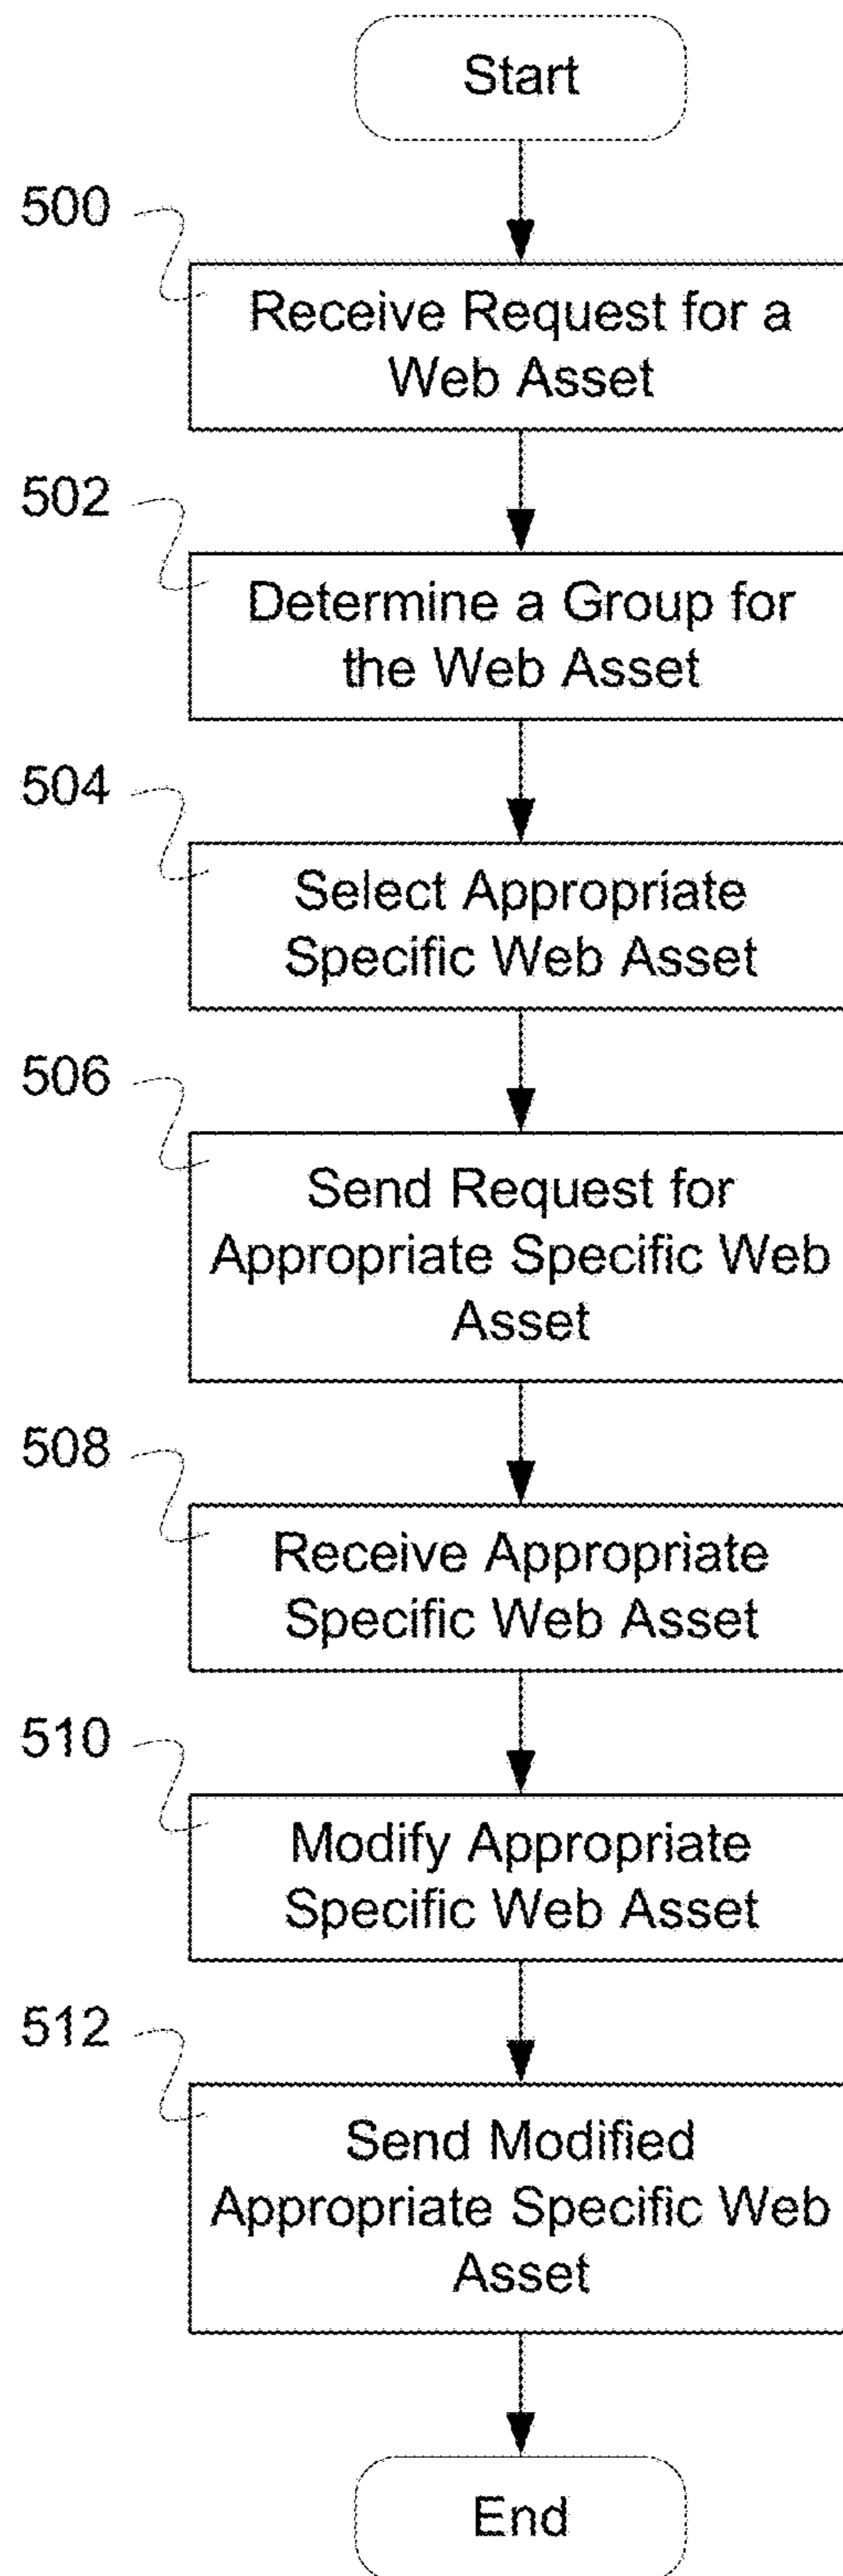 Start
500
Receive Request for a
Web Asset
502
Determine a Group for
the Web Asset
504
Select Appropriate
Specific Web Asset
506
Send Request for
Appropriate Specific Web
Asset
508
Receive Appropriate
Specific Web Asset
510
Modify Appropriate
Specific Web Asset
512
Send Modified
Appropriate Specific Web
Asset
End